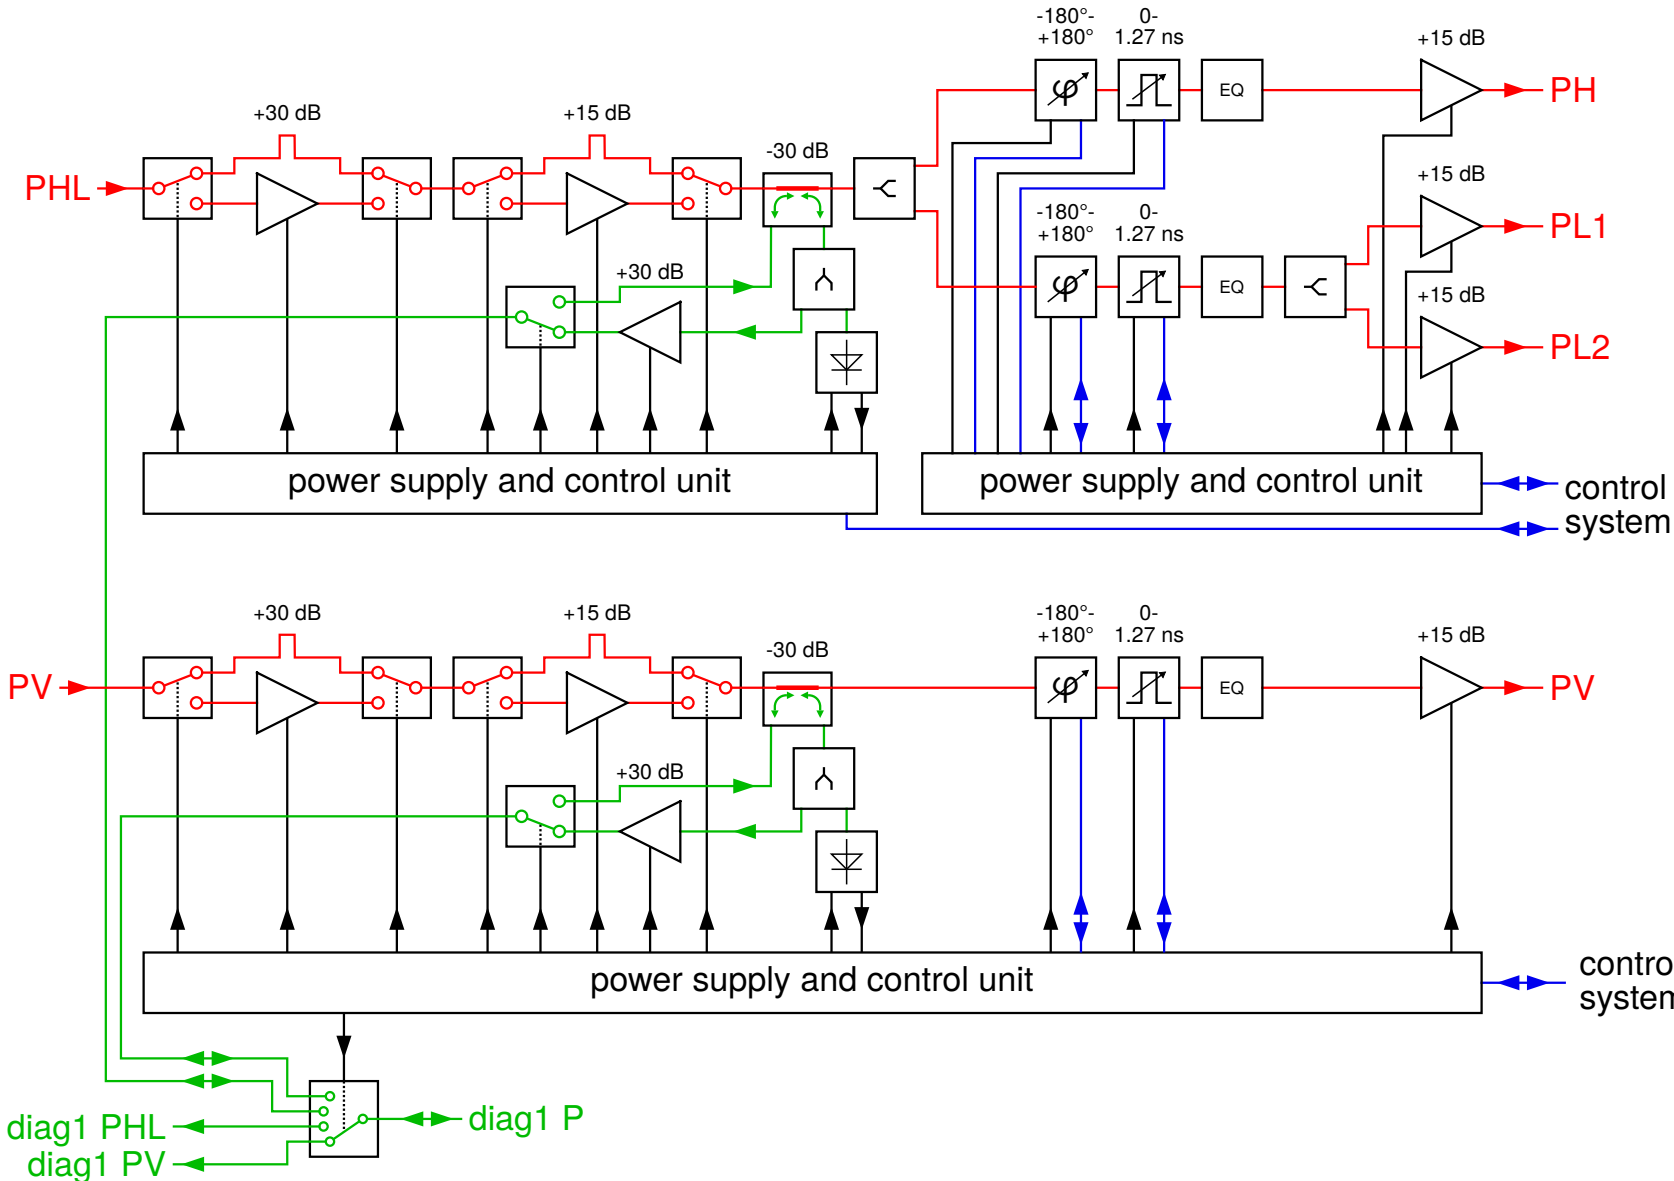 -180°-
+180°
0-
1.27 ns
+15 dB
φ
EQ
PH
+30 dB
+15 dB
-30 dB
PHL
+15 dB
PL1
-180°-
+180°
0-
1.27 ns
φ
EQ
+30 dB
+15 dB
PL2
power supply and control unit
power supply and control unit
control
system
+30 dB
+15 dB
-30 dB
-180°-
+180°
0-
1.27 ns
+15 dB
PV
φ
EQ
PV
+30 dB
power supply and control unit
contro
system
diag1 P
diag1 PHL
diag1 PV